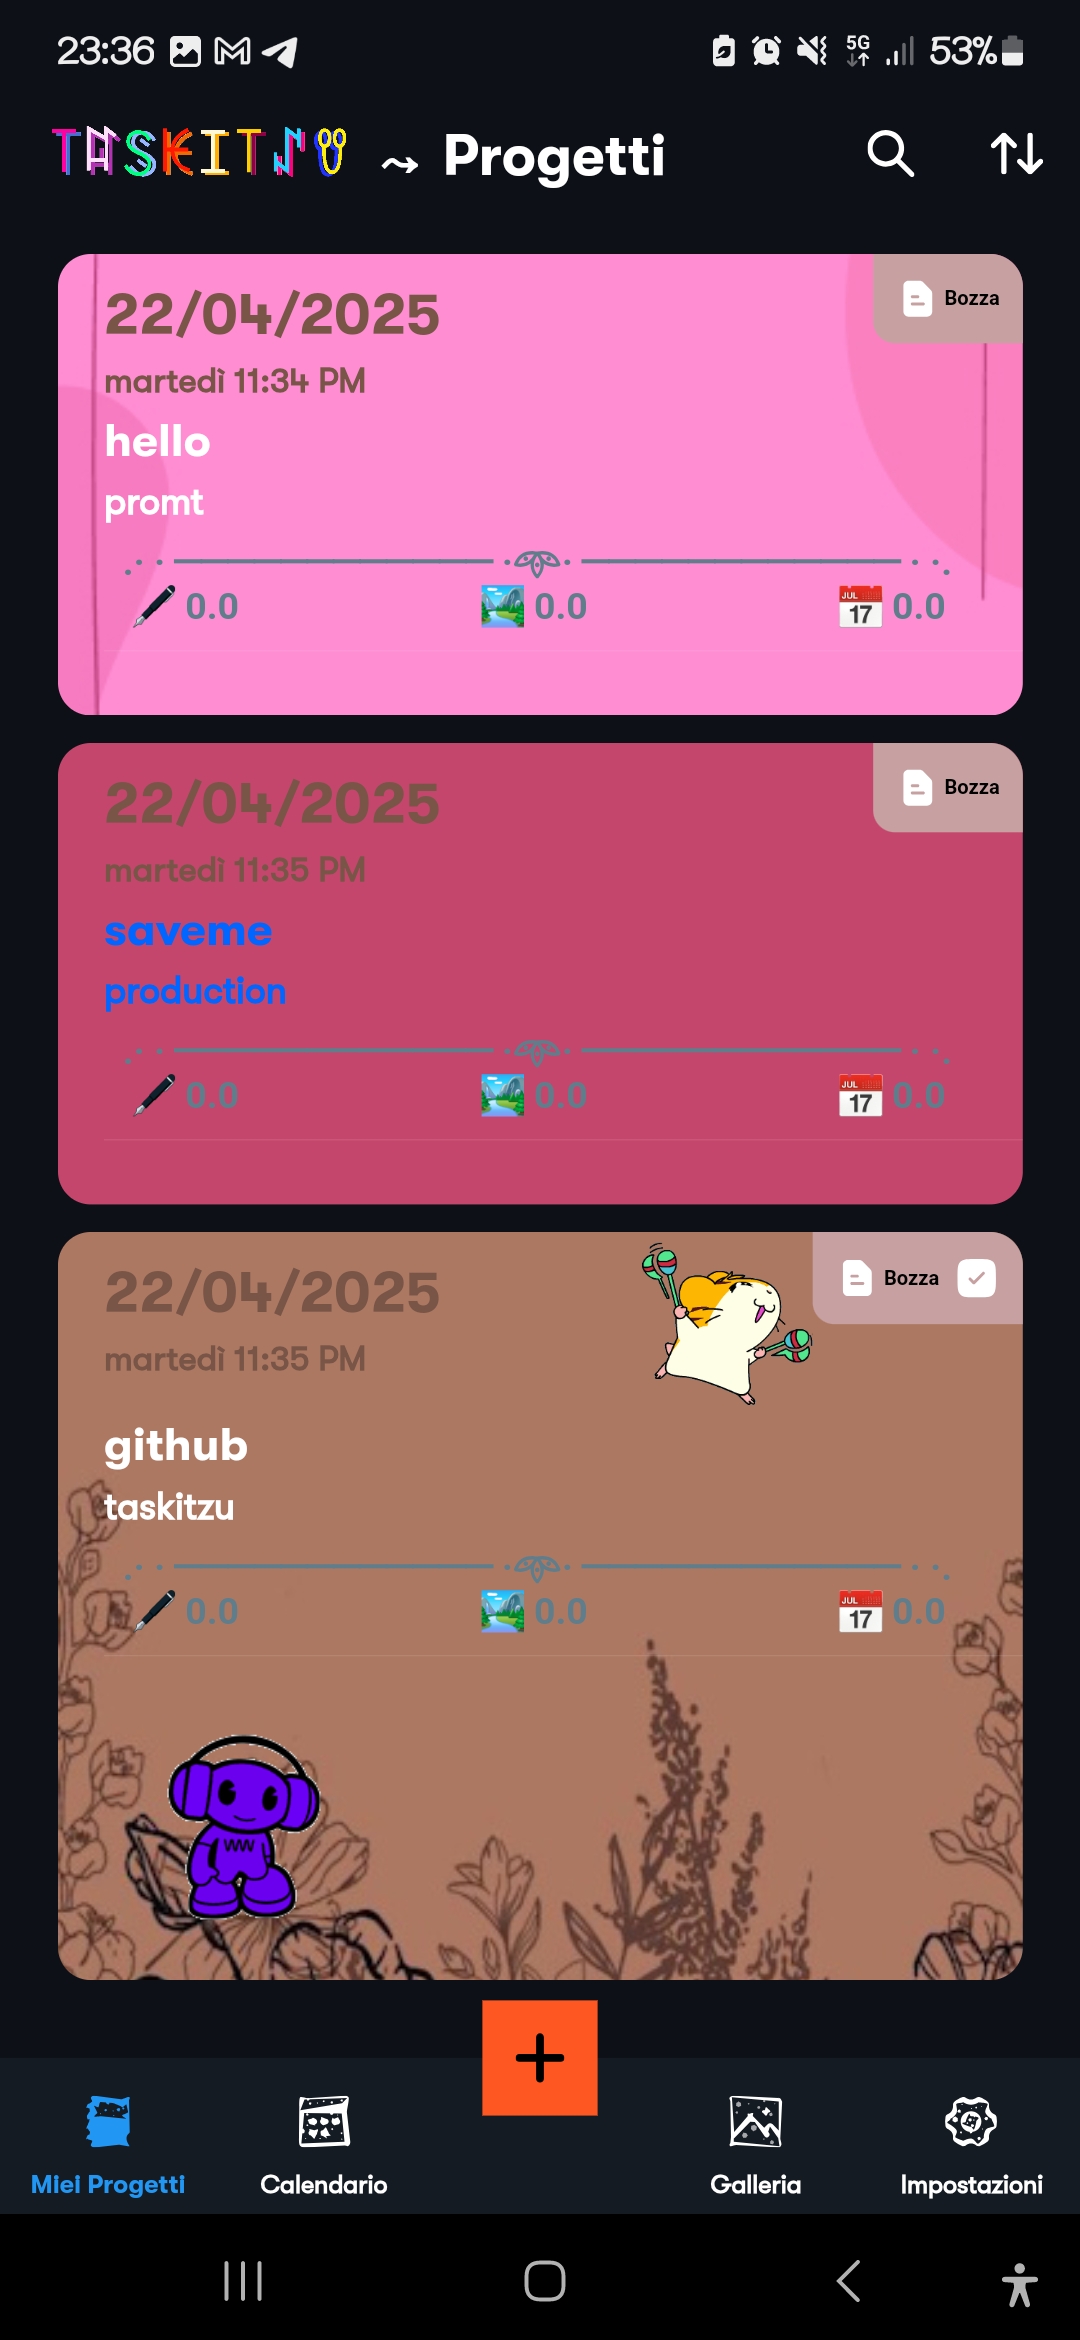 23:36 5G 53%
TASKITZU ⤳ Progetti
22/04/2025 Bozza
martedì 11:34 PM
hello
promt
0.0 JUL 17 0.0 0.0
22/04/2025 Bozza
martedì 11:35 PM
saveme
production
0.0 0.0 JUL 17 0.0
22/04/2025 Bozza
martedì 11:35 PM
github
taskitzu
0.0 0.0 JUL 17 0.0
WW
Miei Progetti Calendario Galleria Impostazioni